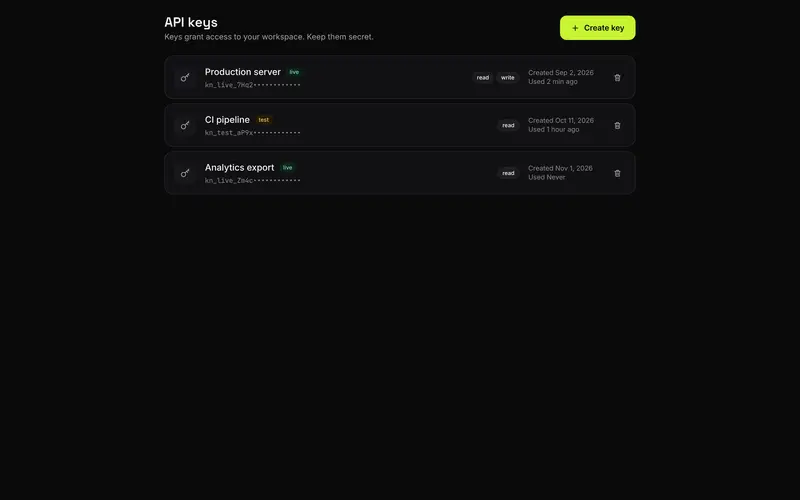 API keys
Keys grant access to your workspace. Keep them secret.
+ Create key
Production server live
kn_live_7Hq2••••••••••••
read write
Created Sep 2, 2026
Used 2 min ago
CI pipeline test
kn_test_aP9x••••••••••••
read
Created Oct 11, 2026
Used 1 hour ago
Analytics export live
kn_live_Zm4c••••••••••••
read
Created Nov 1, 2026
Used Never